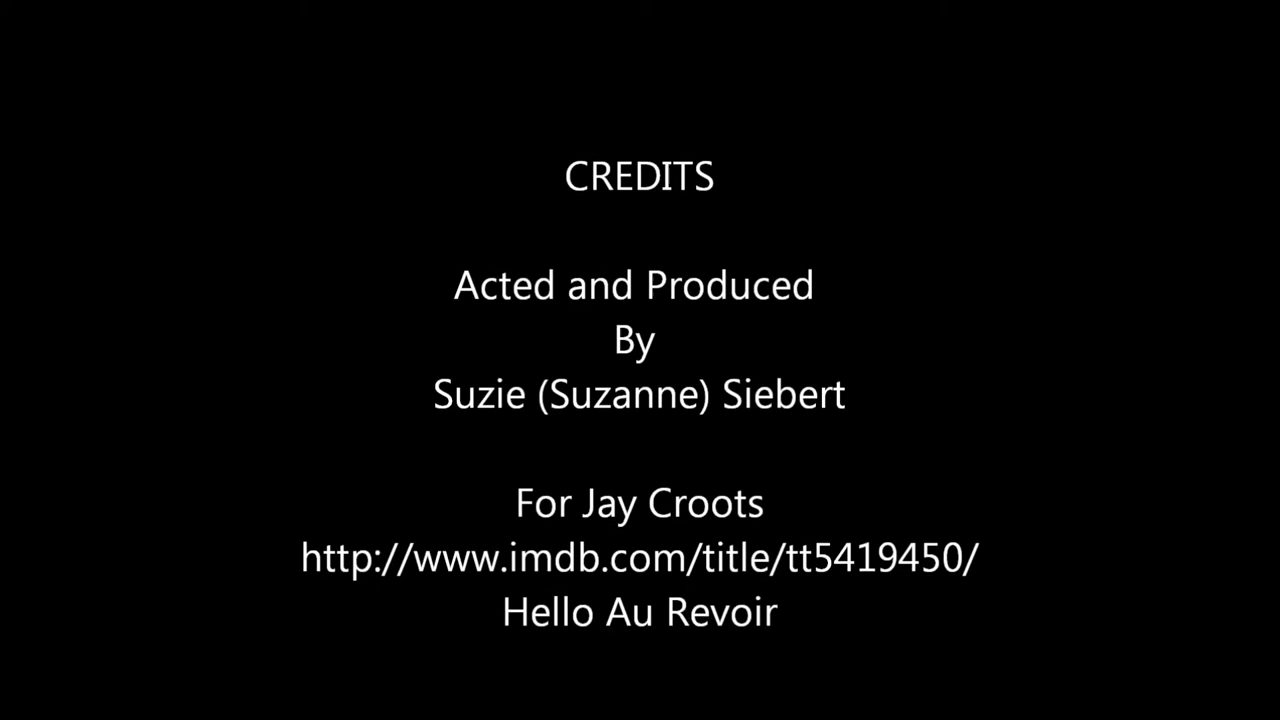 CREDITS
Acted and Produced
By
Suzie (Suzanne) Siebert
For Jay Croots
http://www.imdb.com/title/tt5419450/
Hello Au Revoir